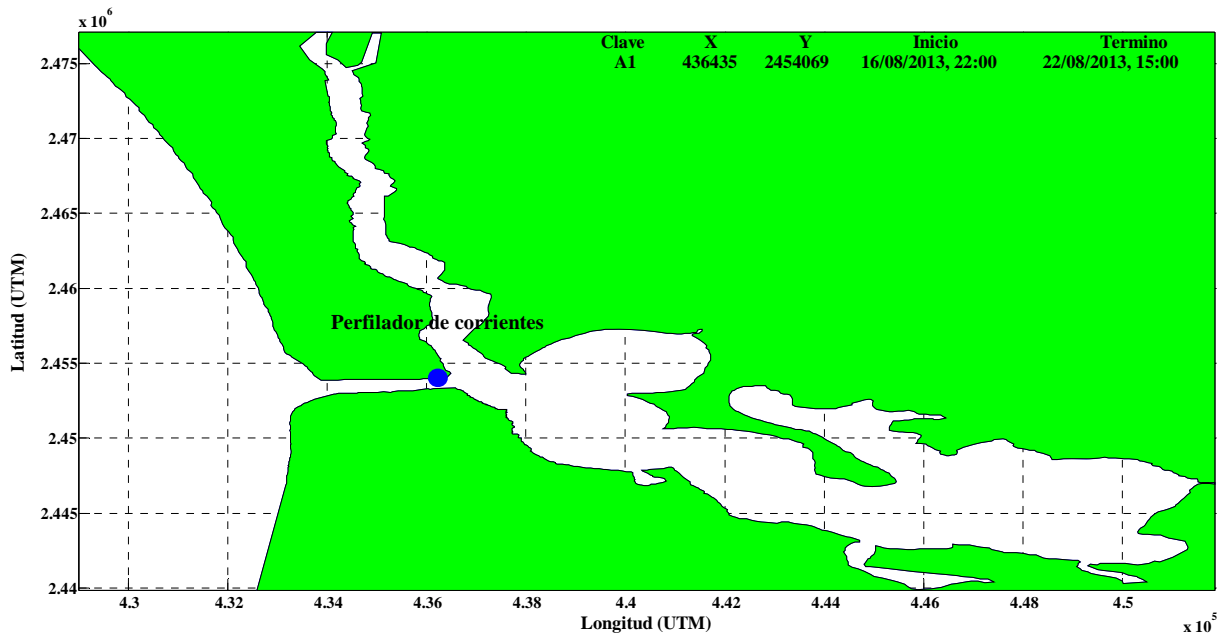 x 10^6
Clave X Y Inicio Termino
A1 436435 2454069 16/08/2013, 22:00 22/08/2013, 15:00
2.475
2.47
2.465
2.46
Perfilador de corrientes
2.455
2.45
2.445
2.44
Latitud (UTM)
4.3 4.32 4.34 4.36 4.38 4.4 4.42 4.44 4.46 4.48 4.5
Longitud (UTM)
x 10^5